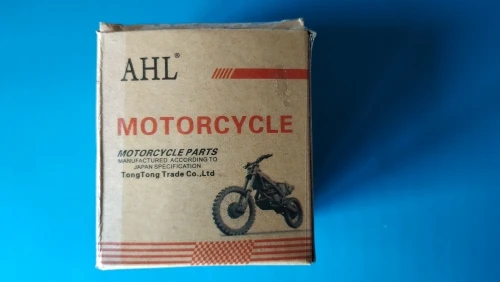 AHL®
MOTORCYCLE
MOTORCYCLE PARTS
MANUFACTURED ACCORDING TO
JAPAN SPECIFICATION
TongTong Trade Co.,Ltd